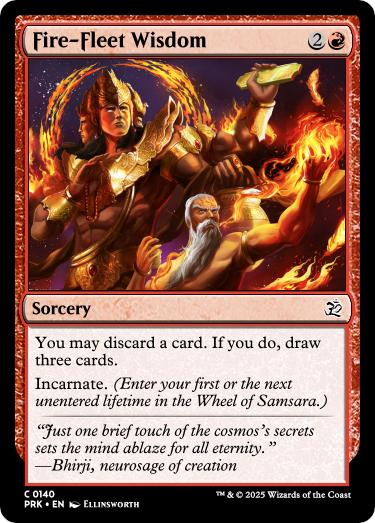 Fire-Fleet Wisdom 2
Sorcery
You may discard a card. If you do, draw
three cards.
Incarnate. (Enter your first or the next
unentered lifetime in the Wheel of Samsara.)
“Just one brief touch of the cosmos’s secrets
sets the mind ablaze for all eternity.”
—Bhirji, neurosage of creation
C 0140
PRK • EN Ellinsworth
™ & © 2025 Wizards of the Coast